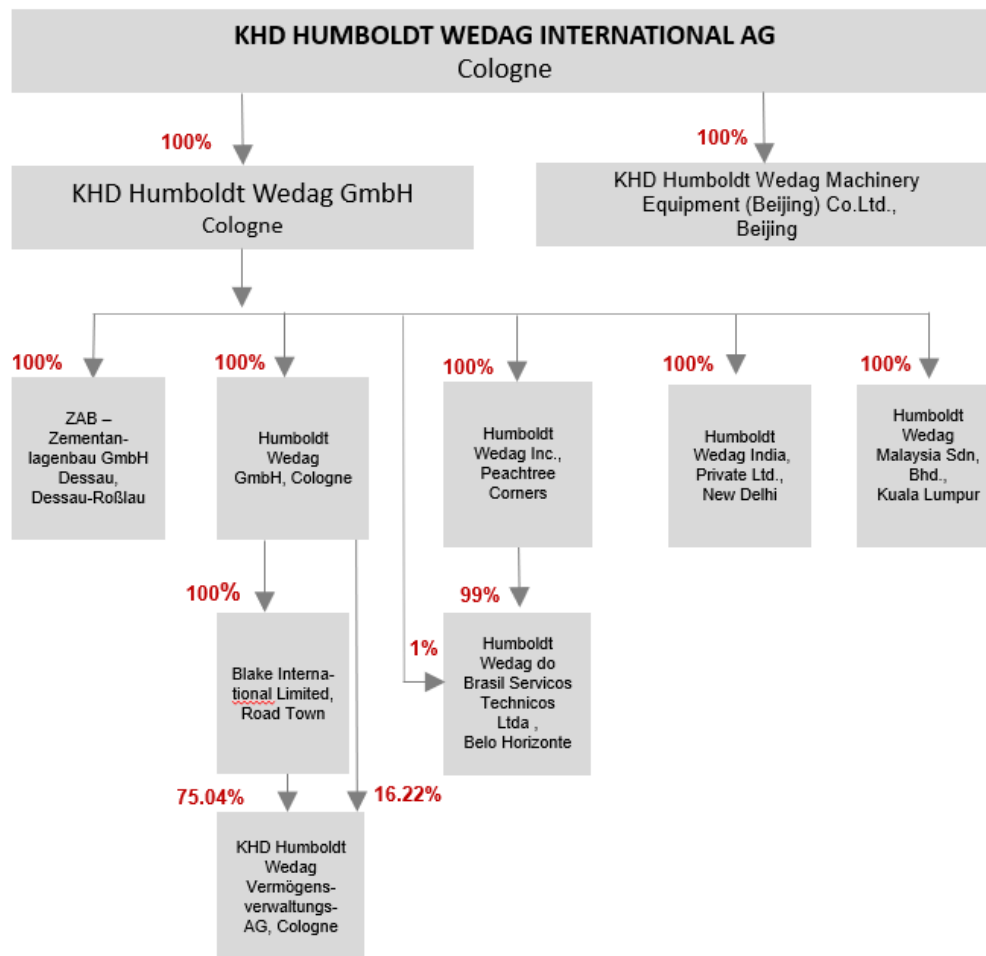 KHD HUMBOLDT WEDAG INTERNATIONAL AG
Cologne
100%
100%
KHD Humboldt Wedag GmbH
Cologne
KHD Humboldt Wedag Machinery
Equipment (Beijing) Co.Ltd.,
Beijing
100%
100%
100%
100%
100%
ZAB –
Zementan-
lagenbau GmbH
Dessau,
Dessau-Roßlau
Humboldt
Wedag
GmbH, Cologne
Humboldt
Wedag Inc.,
Peachtree
Corners
Humboldt
Wedag India,
Private Ltd.,
New Delhi
Humboldt
Wedag
Malaysia Sdn,
Bhd.,
Kuala Lumpur
100%
99%
1%
Blake Interna-
tional Limited,
Road Town
Humboldt
Wedag do
Brasil Servicos
Technicos
Ltda ,
Belo Horizonte
75.04%
16.22%
KHD Humboldt
Wedag
Vermögens-
verwaltungs-
AG, Cologne